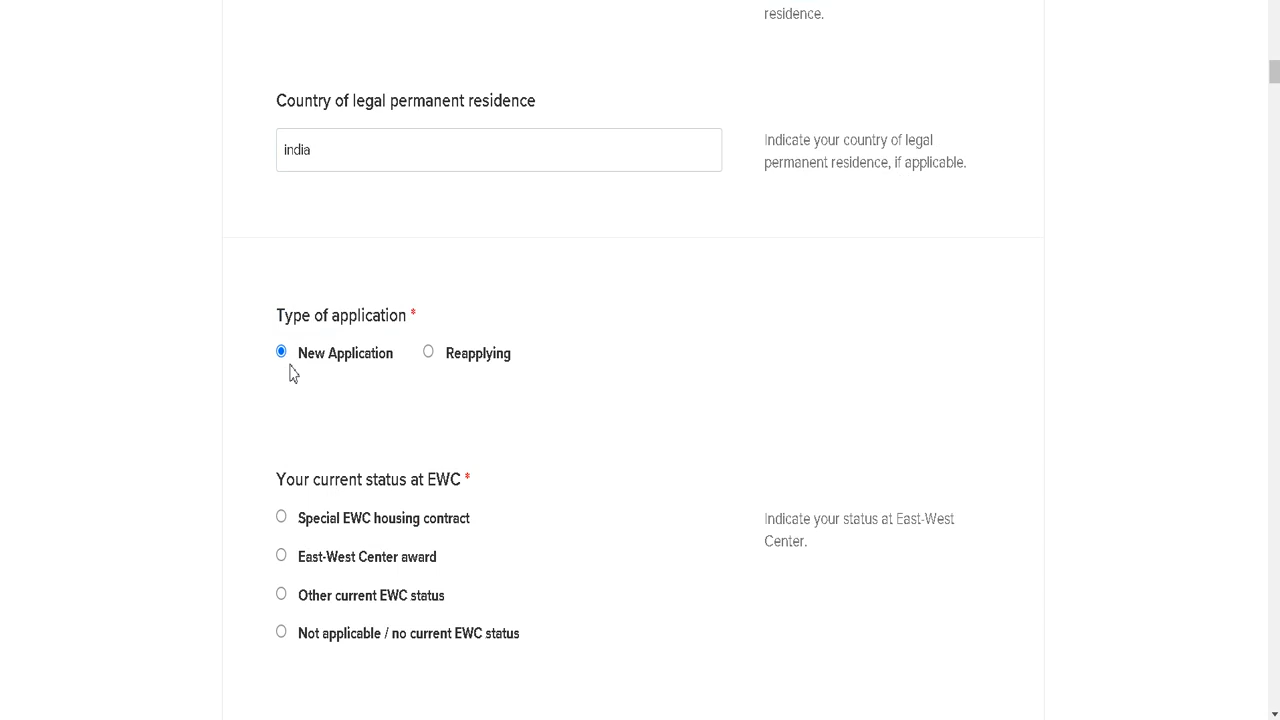 residence.
Country of legal permanent residence
india
Indicate your country of legal
permanent residence, if applicable.
Type of application *
New Application Reapplying
Your current status at EWC *
Special EWC housing contract
East-West Center award
Other current EWC status
Not applicable / no current EWC status
Indicate your status at East-West
Center.